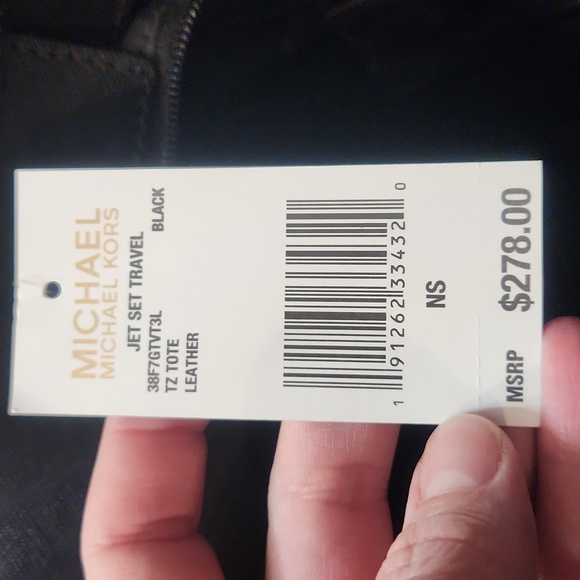 MICHAEL
MICHAEL KORS
JET SET TRAVEL
38F7GTVT3L BLACK
TZ TOTE
LEATHER
1 91262 33432 0
NS
MSRP $278.00